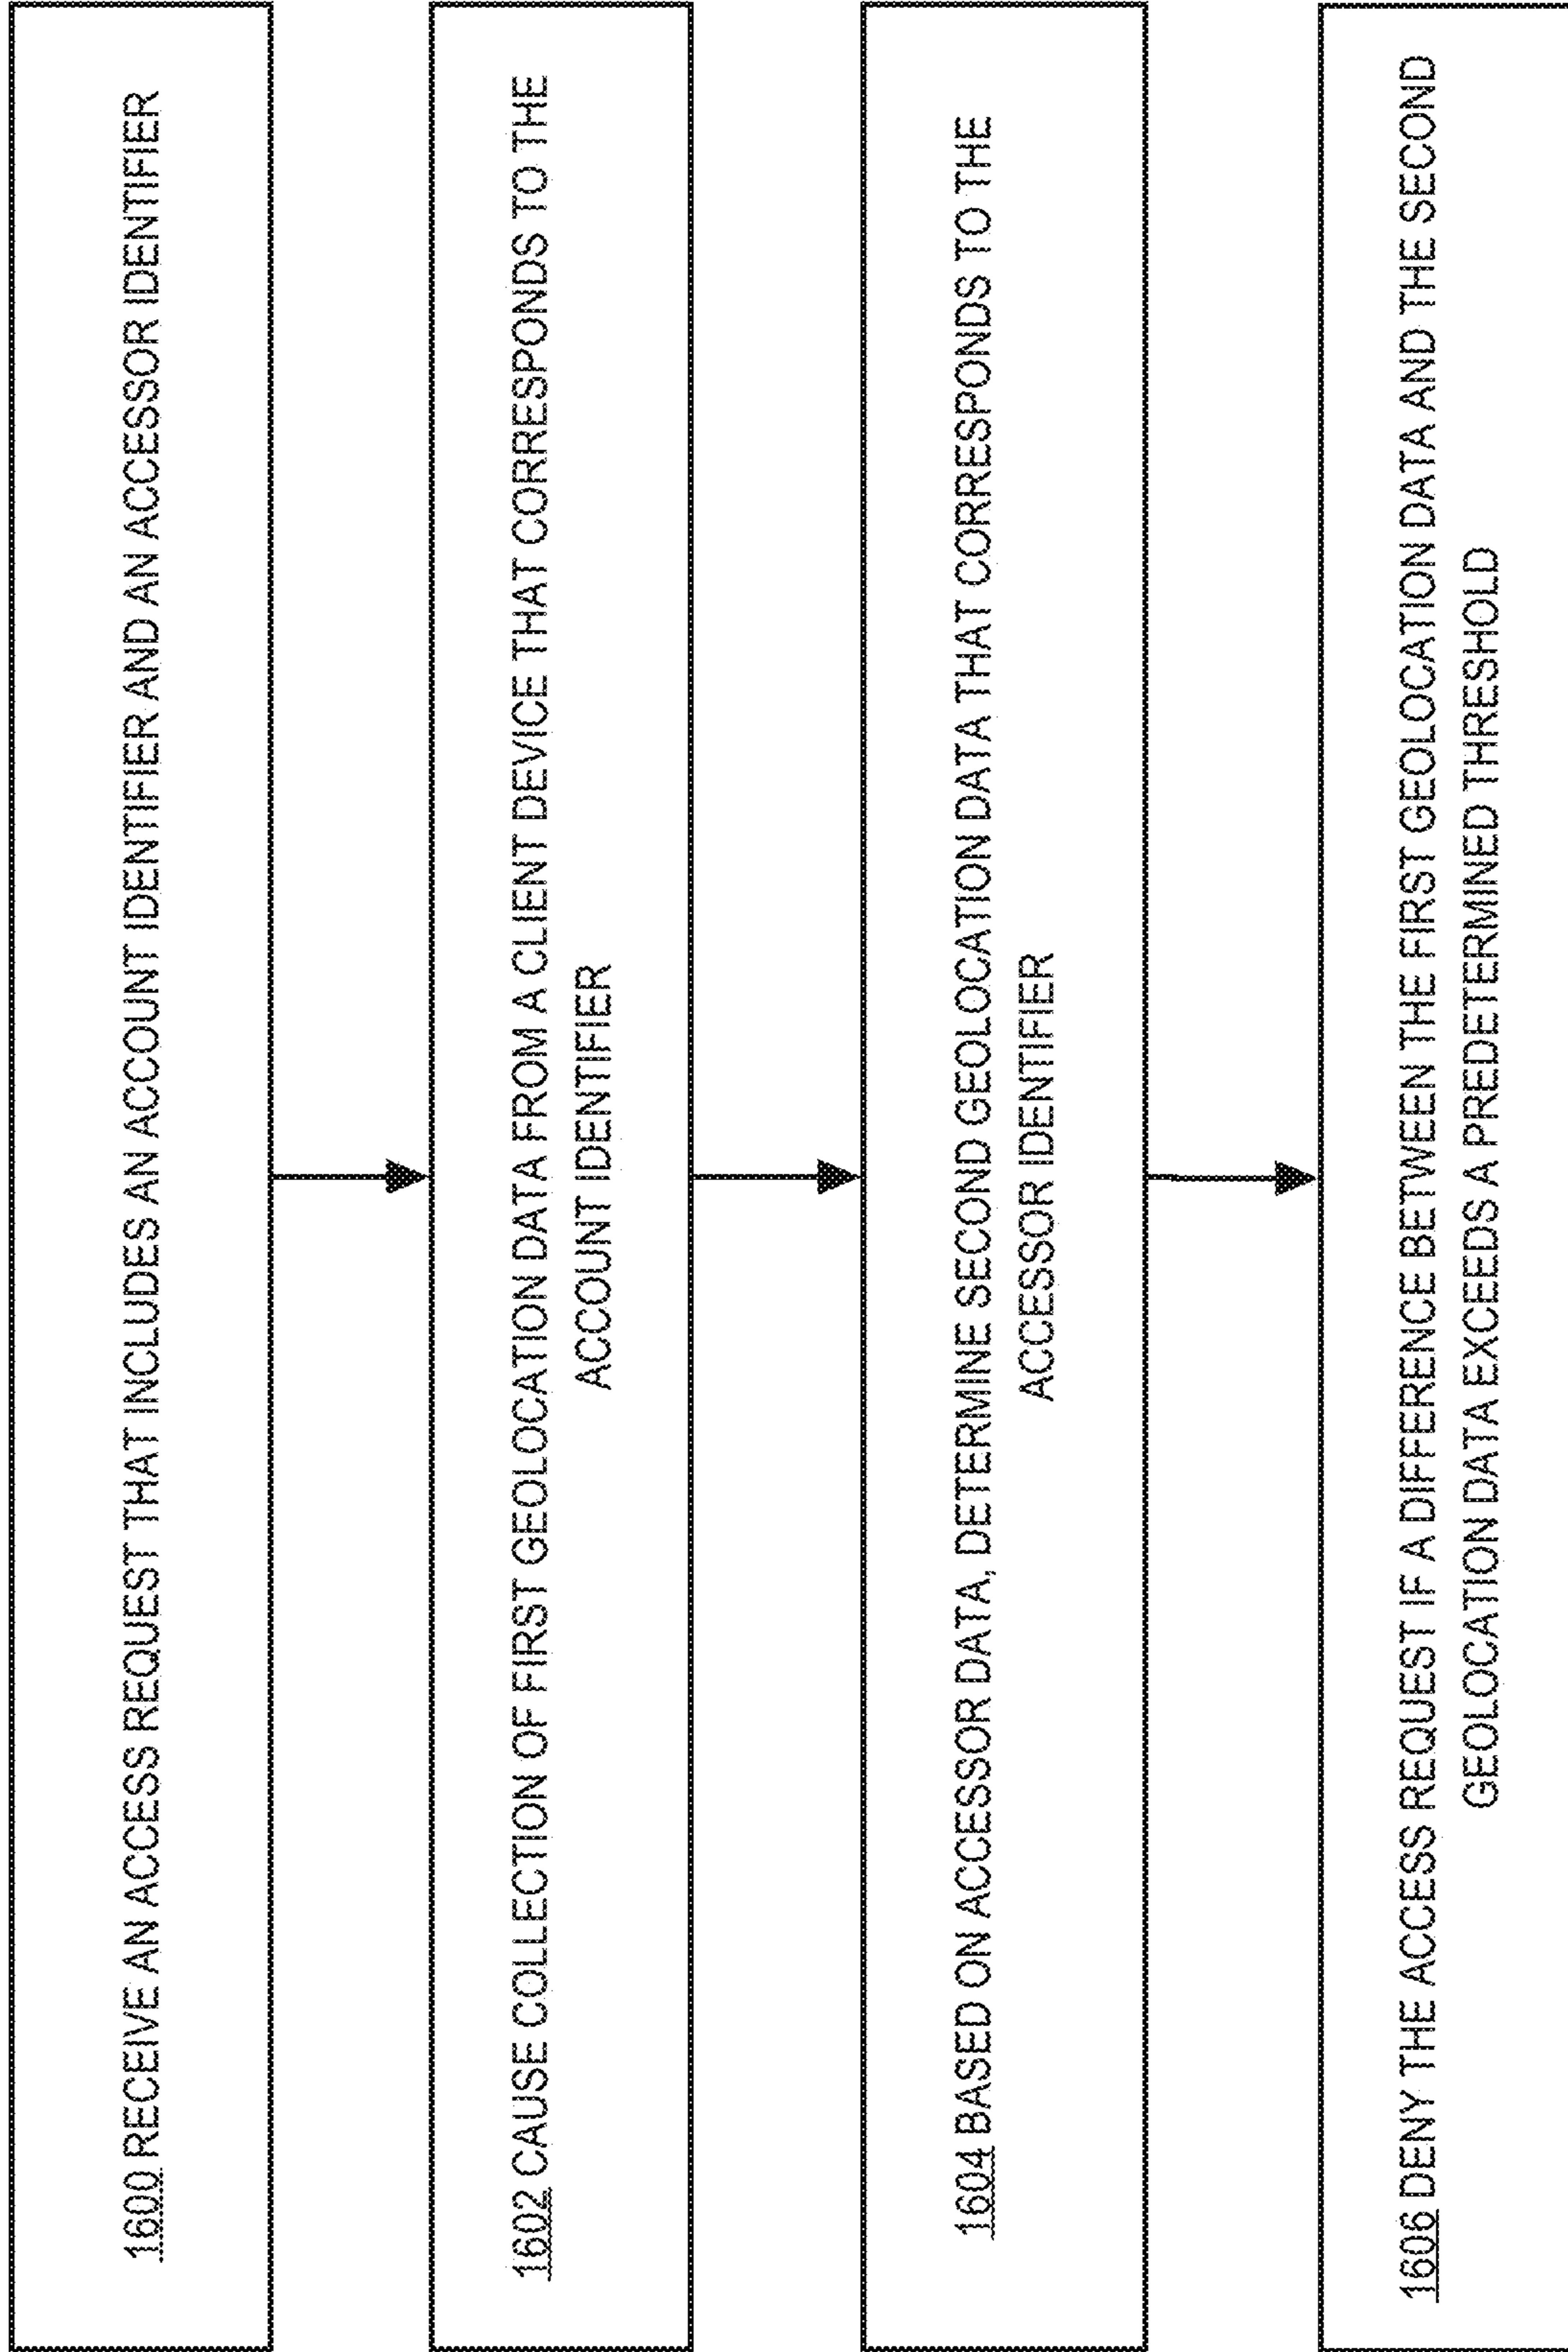 1600 RECEIVE AN ACCESS REQUEST THAT INCLUDES AN ACCOUNT IDENTIFIER AND AN ACCESSOR IDENTIFIER
1602 CAUSE COLLECTION OF FIRST GEOLOCATION DATA FROM A CLIENT DEVICE THAT CORRESPONDS TO THE
ACCOUNT IDENTIFIER
1604 BASED ON ACCESSOR DATA, DETERMINE SECOND GEOLOCATION DATA THAT CORRESPONDS TO THE
ACCESSOR IDENTIFIER
1606 DENY THE ACCESS REQUEST IF A DIFFERENCE BETWEEN THE FIRST GEOLOCATION DATA AND THE SECOND
GEOLOCATION DATA EXCEEDS A PREDETERMINED THRESHOLD